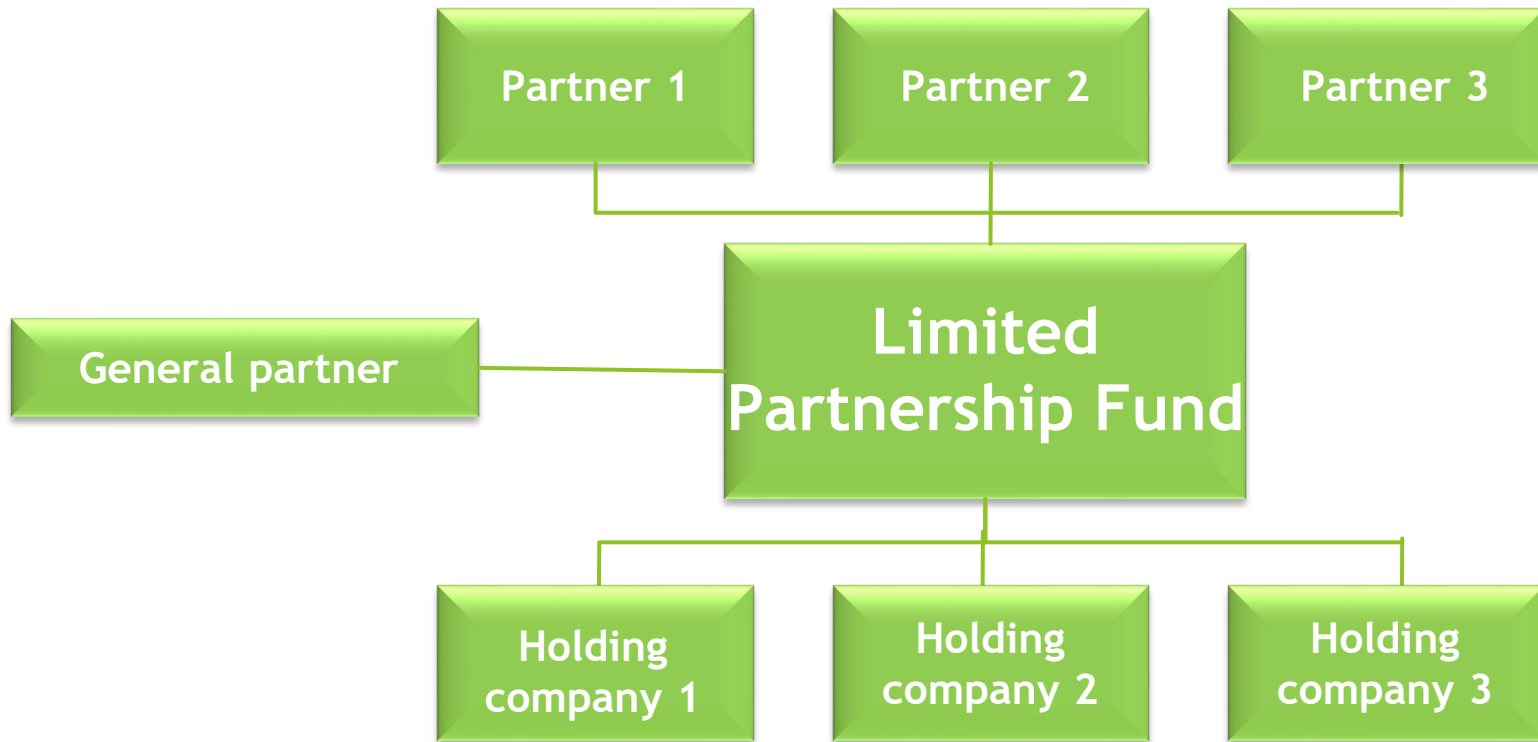 Partner 1
Partner 2
Partner 3
General partner
Limited
Partnership Fund
Holding
company 1
Holding
company 2
Holding
company 3